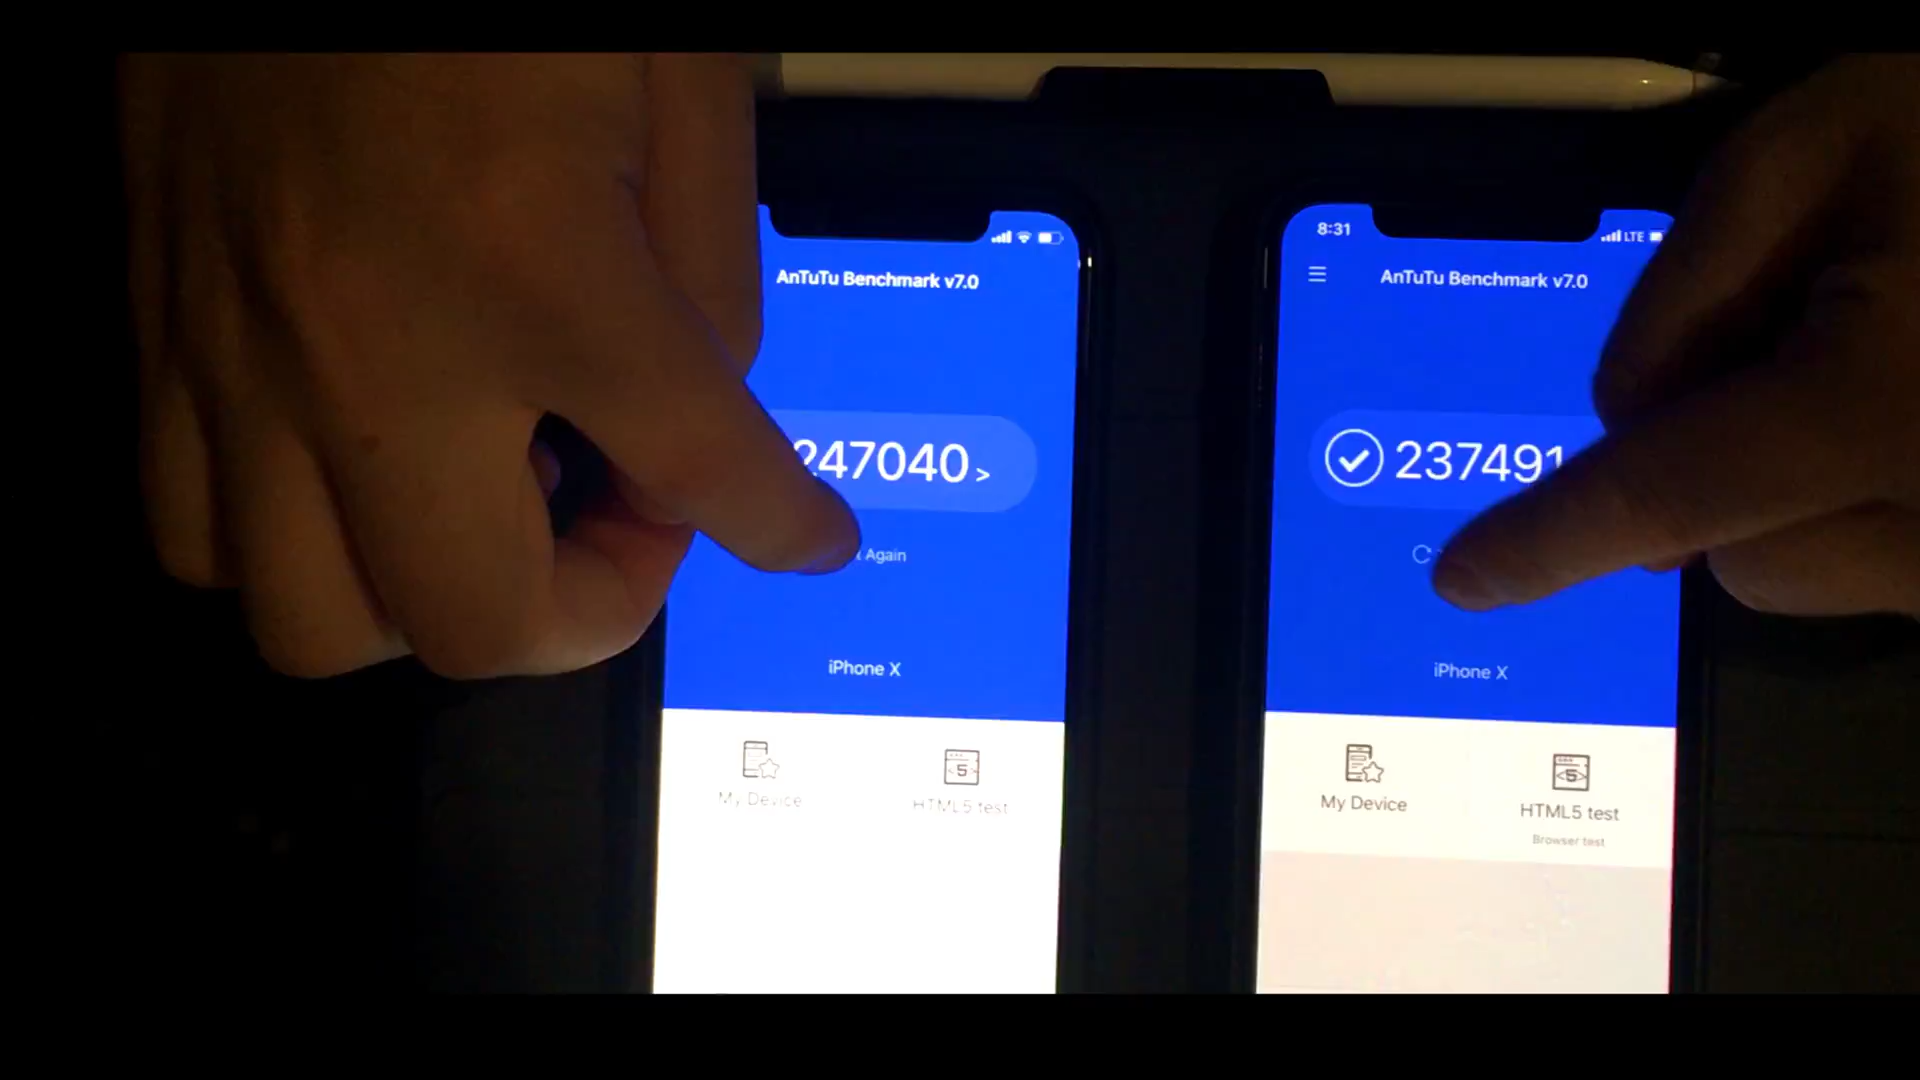 AnTuTu Benchmark v7.0
247040 >
Again
iPhone X
My Device
HTML5 test
8:31
LTE
AnTuTu Benchmark v7.0
237491
iPhone X
My Device
HTML5 test
Browser test